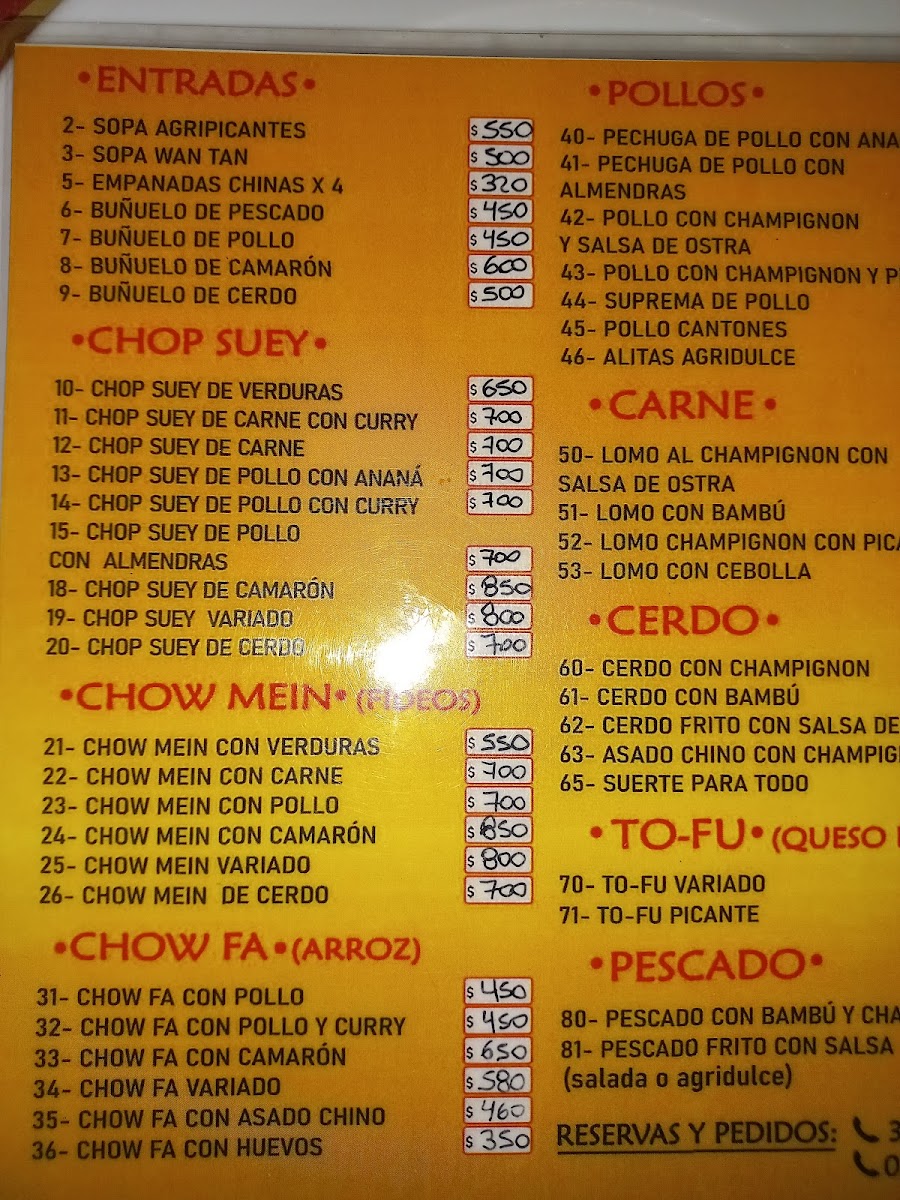 •ENTRADAS•
2- SOPA AGRIPICANTES $550
3- SOPA WAN TAN $500
5- EMPANADAS CHINAS X 4 $320
6- BUÑUELO DE PESCADO $450
7- BUÑUELO DE POLLO $450
8- BUÑUELO DE CAMARÓN $600
9- BUÑUELO DE CERDO $500
•CHOP SUEY•
10- CHOP SUEY DE VERDURAS $650
11- CHOP SUEY DE CARNE CON CURRY $700
12- CHOP SUEY DE CARNE $700
13- CHOP SUEY DE POLLO CON ANANÁ $700
14- CHOP SUEY DE POLLO CON CURRY $700
15- CHOP SUEY DE POLLO
CON ALMENDRAS $700
18- CHOP SUEY DE CAMARÓN $850
19- CHOP SUEY VARIADO $800
20- CHOP SUEY DE CERDO $700
•CHOW MEIN• (FIDEOS)
21- CHOW MEIN CON VERDURAS $550
22- CHOW MEIN CON CARNE $700
23- CHOW MEIN CON POLLO $700
24- CHOW MEIN CON CAMARÓN $850
25- CHOW MEIN VARIADO $800
26- CHOW MEIN DE CERDO $700
•CHOW FA•(ARROZ)
31- CHOW FA CON POLLO $450
32- CHOW FA CON POLLO Y CURRY $450
33- CHOW FA CON CAMARÓN $650
34- CHOW FA VARIADO $580
35- CHOW FA CON ASADO CHINO $460
36- CHOW FA CON HUEVOS $350
•POLLOS•
40- PECHUGA DE POLLO CON ANA
41- PECHUGA DE POLLO CON
ALMENDRAS
42- POLLO CON CHAMPIGNON
Y SALSA DE OSTRA
43- POLLO CON CHAMPIGNON Y P
44- SUPREMA DE POLLO
45- POLLO CANTONES
46- ALITAS AGRIDULCE
•CARNE•
50- LOMO AL CHAMPIGNON CON
SALSA DE OSTRA
51- LOMO CON BAMBÚ
52- LOMO CHAMPIGNON CON PICA
53- LOMO CON CEBOLLA
•CERDO•
60- CERDO CON CHAMPIGNON
61- CERDO CON BAMBÚ
62- CERDO FRITO CON SALSA DE
63- ASADO CHINO CON CHAMPIG
65- SUERTE PARA TODO
•TO-FU• (QUESO
70- TO-FU VARIADO
71- TO-FU PICANTE
•PESCADO•
80- PESCADO CON BAMBÚ Y CHA
81- PESCADO FRITO CON SALSA
(salada o agridulce)
RESERVAS Y PEDIDOS: 3
0